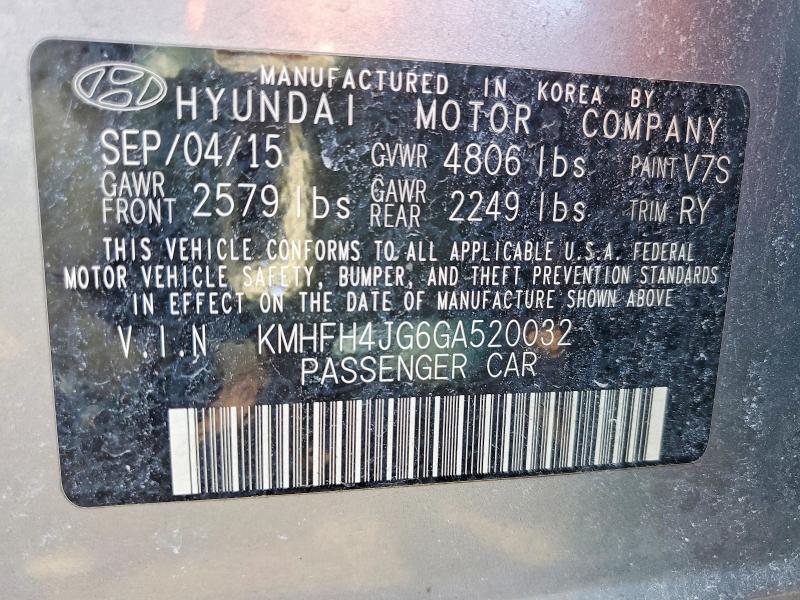 MANUFACTURED IN KOREA BY
HYUNDAI MOTOR COMPANY
SEP/04/15 GVWR 4806 lbs PAINT V7S
GAWR FRONT 2579 lbs GAWR REAR 2249 lbs TRIM RY
THIS VEHICLE CONFORMS TO ALL APPLICABLE U.S.A. FEDERAL
MOTOR VEHICLE SAFETY, BUMPER, AND THEFT PREVENTION STANDARDS
IN EFFECT ON THE DATE OF MANUFACTURE SHOWN ABOVE
V.I.N KMHFH4JG6GA520032
PASSENGER CAR